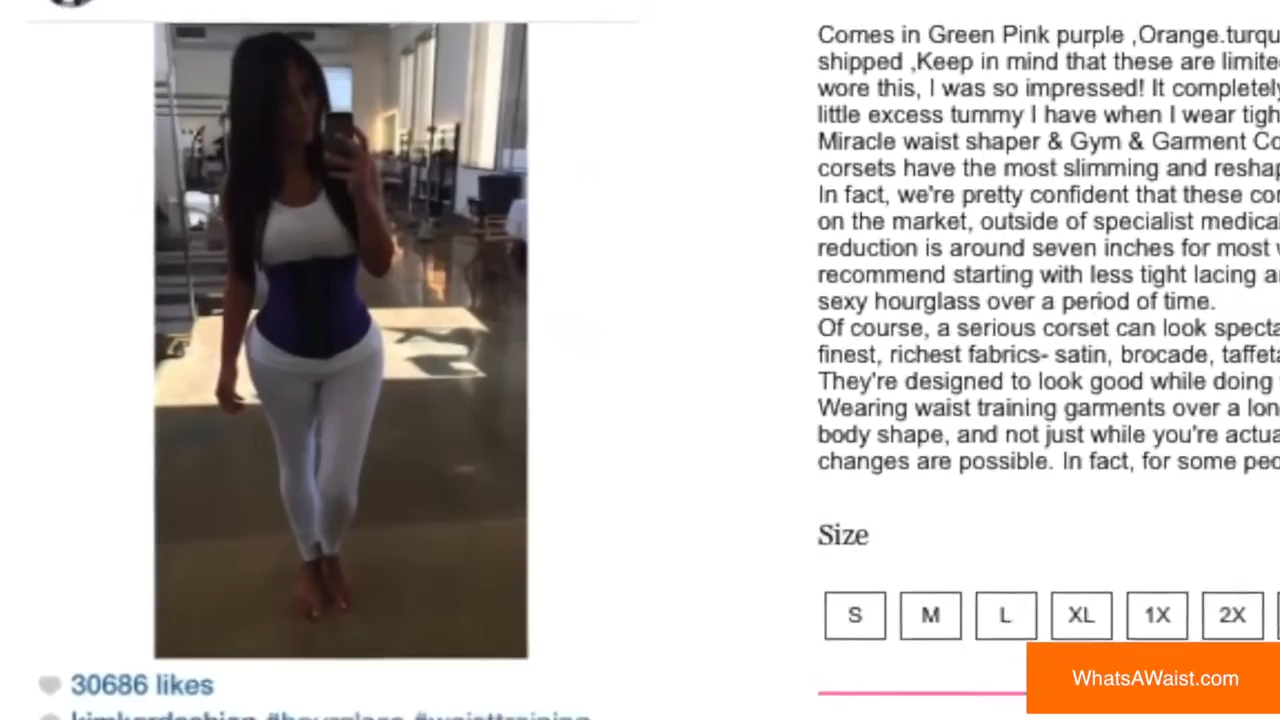 30686 likes
kimkardashian #hourglass #waisttraining
Comes in Green Pink purple ,Orange.turqu
shipped ,Keep in mind that these are limite
wore this, I was so impressed! It completely
little excess tummy I have when I wear tigh
Miracle waist shaper & Gym & Garment Co
corsets have the most slimming and reshap
In fact, we're pretty confident that these cor
on the market, outside of specialist medica
reduction is around seven inches for most
recommend starting with less tight lacing a
sexy hourglass over a period of time.
Of course, a serious corset can look specta
finest, richest fabrics- satin, brocade, taffeta
They're designed to look good while doing
Wearing waist training garments over a lon
body shape, and not just while you're actua
changes are possible. In fact, for some peo
Size
S M L XL 1X 2X
WhatsAWaist.com